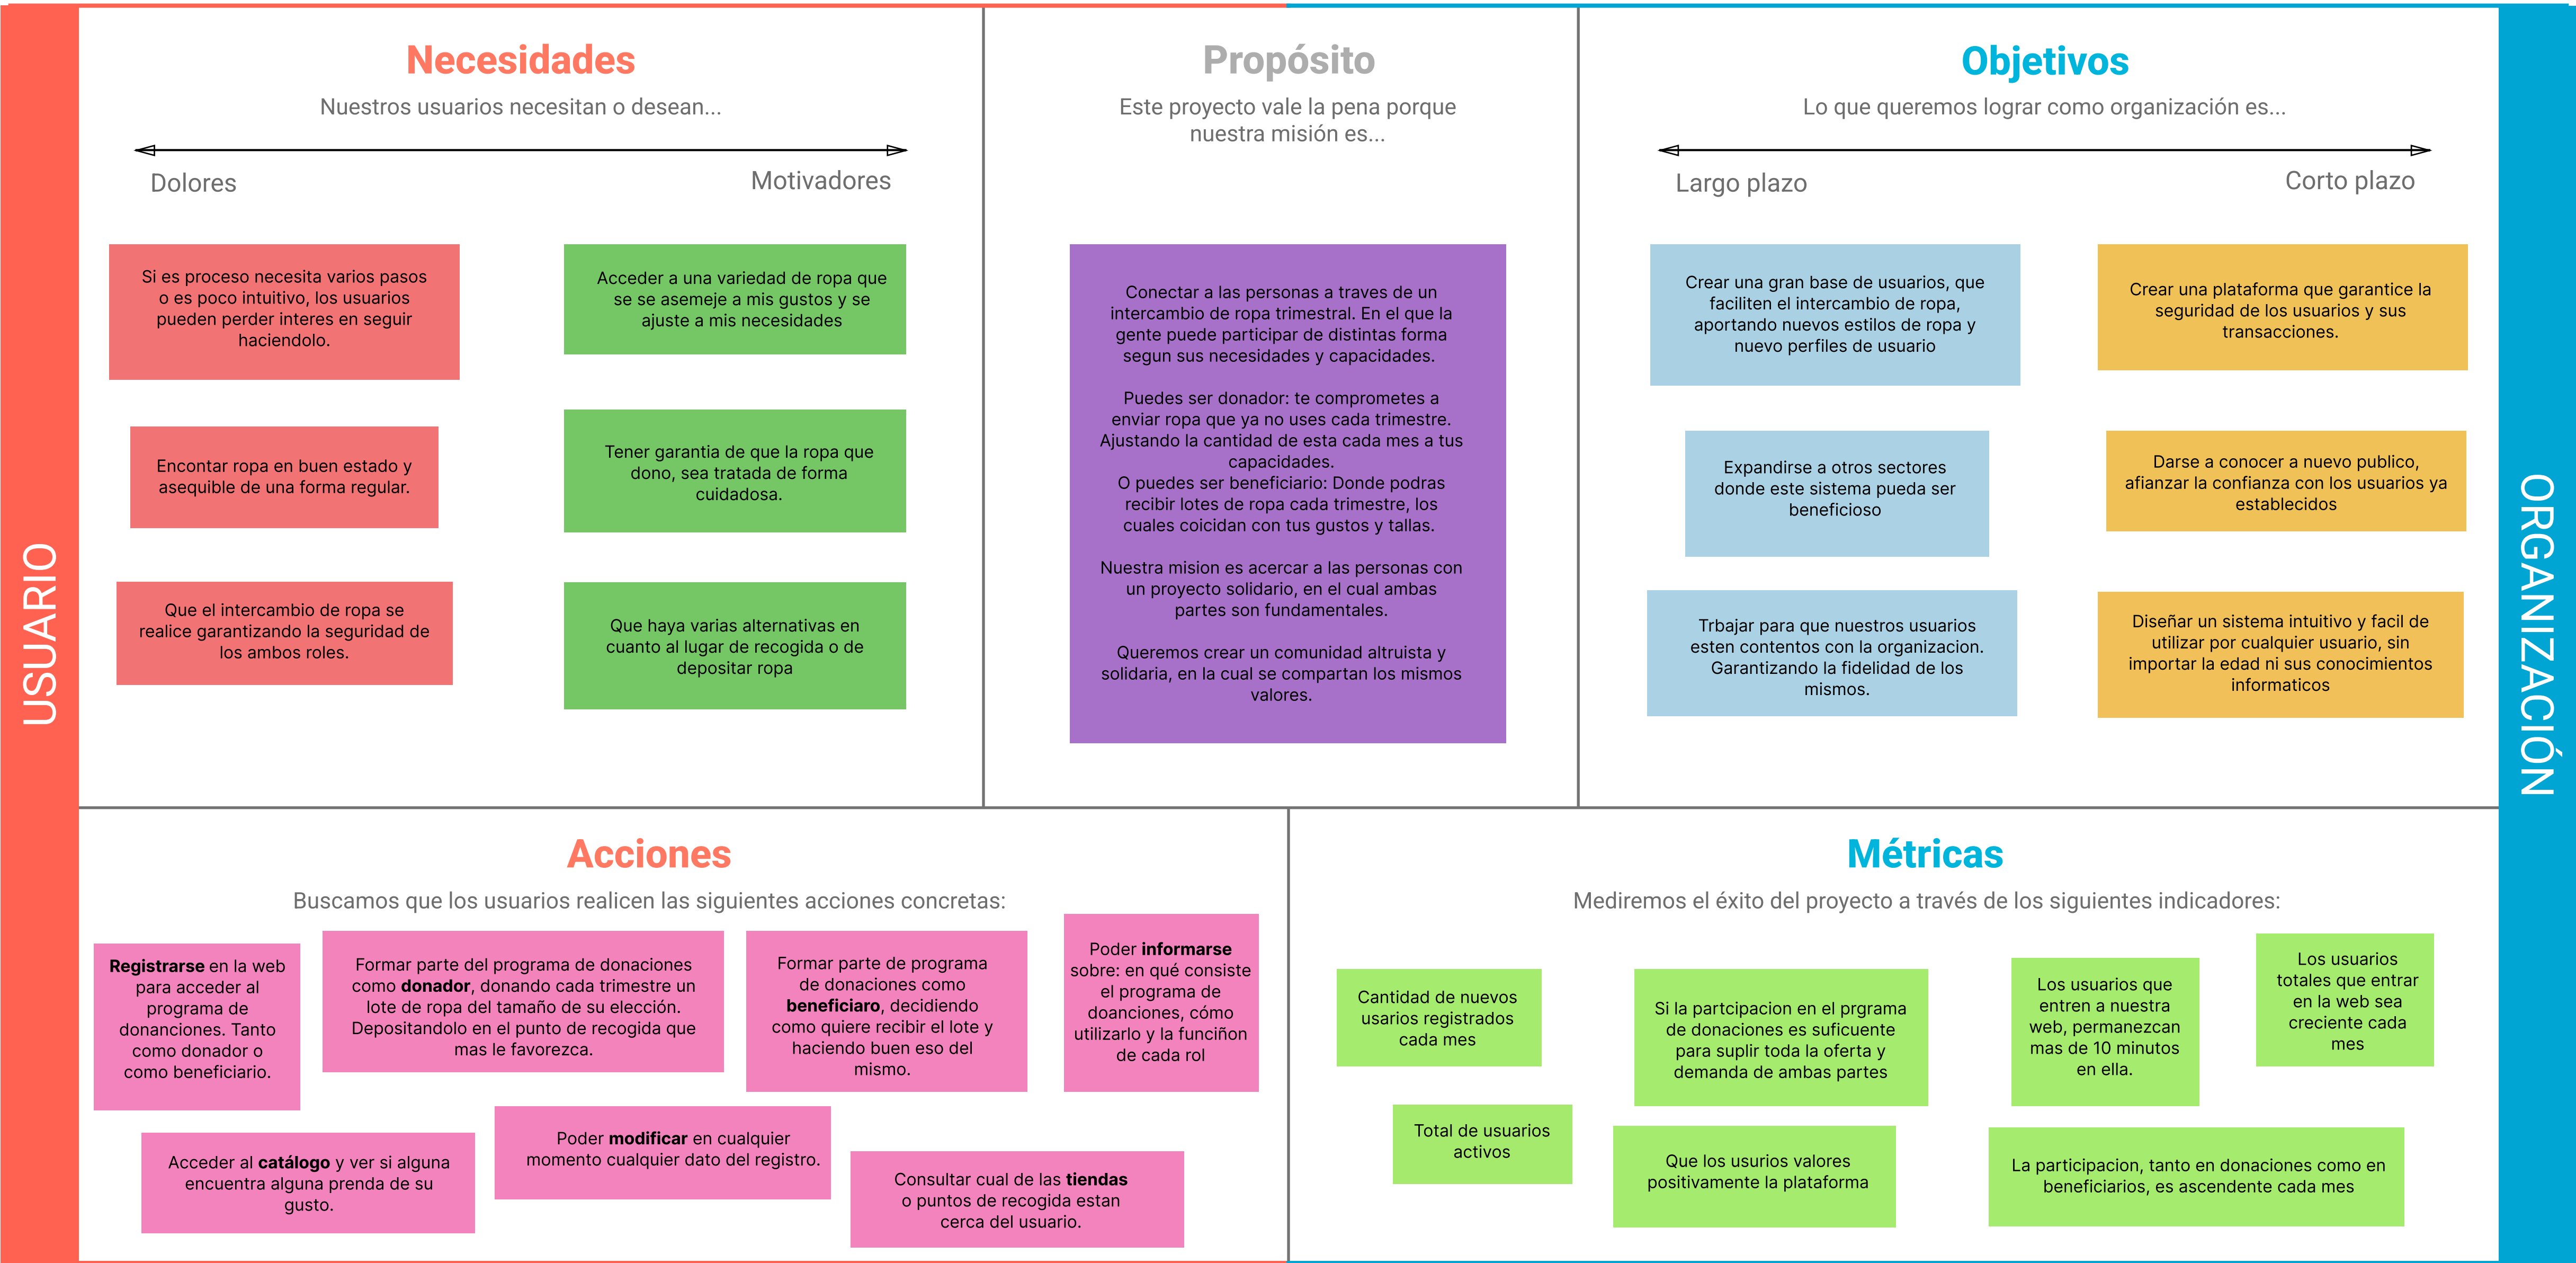 USUARIO
Necesidades
Nuestros usuarios necesitan o desean...
Dolores
Motivadores
Si es proceso necesita varios pasos
o es poco intuitivo, los usuarios
pueden perder interes en seguir
haciendolo.
Encontar ropa en buen estado y
asequible de una forma regular.
Que el intercambio de ropa se
realice garantizando la seguridad de
los ambos roles.
Acceder a una variedad de ropa que
se se asemeje a mis gustos y se
ajuste a mis necesidades
Tener garantia de que la ropa que
dono, sea tratada de forma
cuidadosa.
Que haya varias alternativas en
cuanto al lugar de recogida o de
depositar ropa
Propósito
Este proyecto vale la pena porque
nuestra misión es...
Conectar a las personas a traves de un
intercambio de ropa trimestral. En el que la
gente puede participar de distintas forma
segun sus necesidades y capacidades.
Puedes ser donador: te comprometes a
enviar ropa que ya no uses cada trimestre.
Ajustando la cantidad de esta cada mes a tus
capacidades.
O puedes ser beneficiario: Donde podras
recibir lotes de ropa cada trimestre, los
cuales coicidan con tus gustos y tallas.
Nuestra mision es acercar a las personas con
un proyecto solidario, en el cual ambas
partes son fundamentales.
Queremos crear un comunidad altruista y
solidaria, en la cual se compartan los mismos
valores.
Objetivos
Lo que queremos lograr como organización es...
Largo plazo
Corto plazo
Crear una gran base de usuarios, que
faciliten el intercambio de ropa,
aportando nuevos estilos de ropa y
nuevo perfiles de usuario
Expandirse a otros sectores
donde este sistema pueda ser
beneficioso
Trbajar para que nuestros usuarios
esten contentos con la organizacion.
Garantizando la fidelidad de los
mismos.
Crear una plataforma que garantice la
seguridad de los usuarios y sus
transacciones.
Darse a conocer a nuevo publico,
afianzar la confianza con los usuarios ya
establecidos
Diseñar un sistema intuitivo y facil de
utilizar por cualquier usuario, sin
importar la edad ni sus conocimientos
informaticos
ORGANIZACIÓN
Acciones
Buscamos que los usuarios realicen las siguientes acciones concretas:
Registrarse en la web
para acceder al
programa de
donanciones. Tanto
como donador o
como beneficiario.
Formar parte del programa de donaciones
como donador, donando cada trimestre un
lote de ropa del tamaño de su elección.
Depositandolo en el punto de recogida que
mas le favorezca.
Formar parte de programa
de donaciones como
beneficiaro, decidiendo
como quiere recibir el lote y
haciendo buen eso del
mismo.
Poder informarse
sobre: en qué consiste
el programa de
doanciones, cómo
utilizarlo y la funciñon
de cada rol
Acceder al catálogo y ver si alguna
encuentra alguna prenda de su
gusto.
Poder modificar en cualquier
momento cualquier dato del registro.
Consultar cual de las tiendas
o puntos de recogida estan
cerca del usuario.
Métricas
Mediremos el éxito del proyecto a través de los siguientes indicadores:
Cantidad de nuevos
usarios registrados
cada mes
Si la partcipacion en el prgrama
de donaciones es suficuente
para suplir toda la oferta y
demanda de ambas partes
Los usuarios que
entren a nuestra
web, permanezcan
mas de 10 minutos
en ella.
Los usuarios
totales que entrar
en la web sea
creciente cada
mes
Total de usuarios
activos
Que los usurios valores
positivamente la plataforma
La participacion, tanto en donaciones como en
beneficiarios, es ascendente cada mes